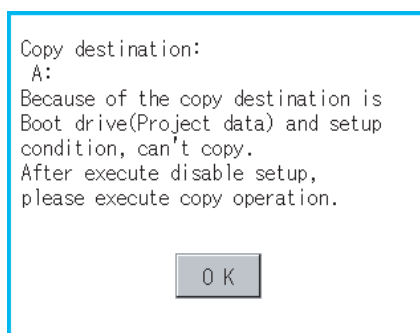 Copy destination:
A:
Because of the copy destination is
Boot drive(Project data) and setup
condition, can't copy.
After execute disable setup,
please execute copy operation.
OK